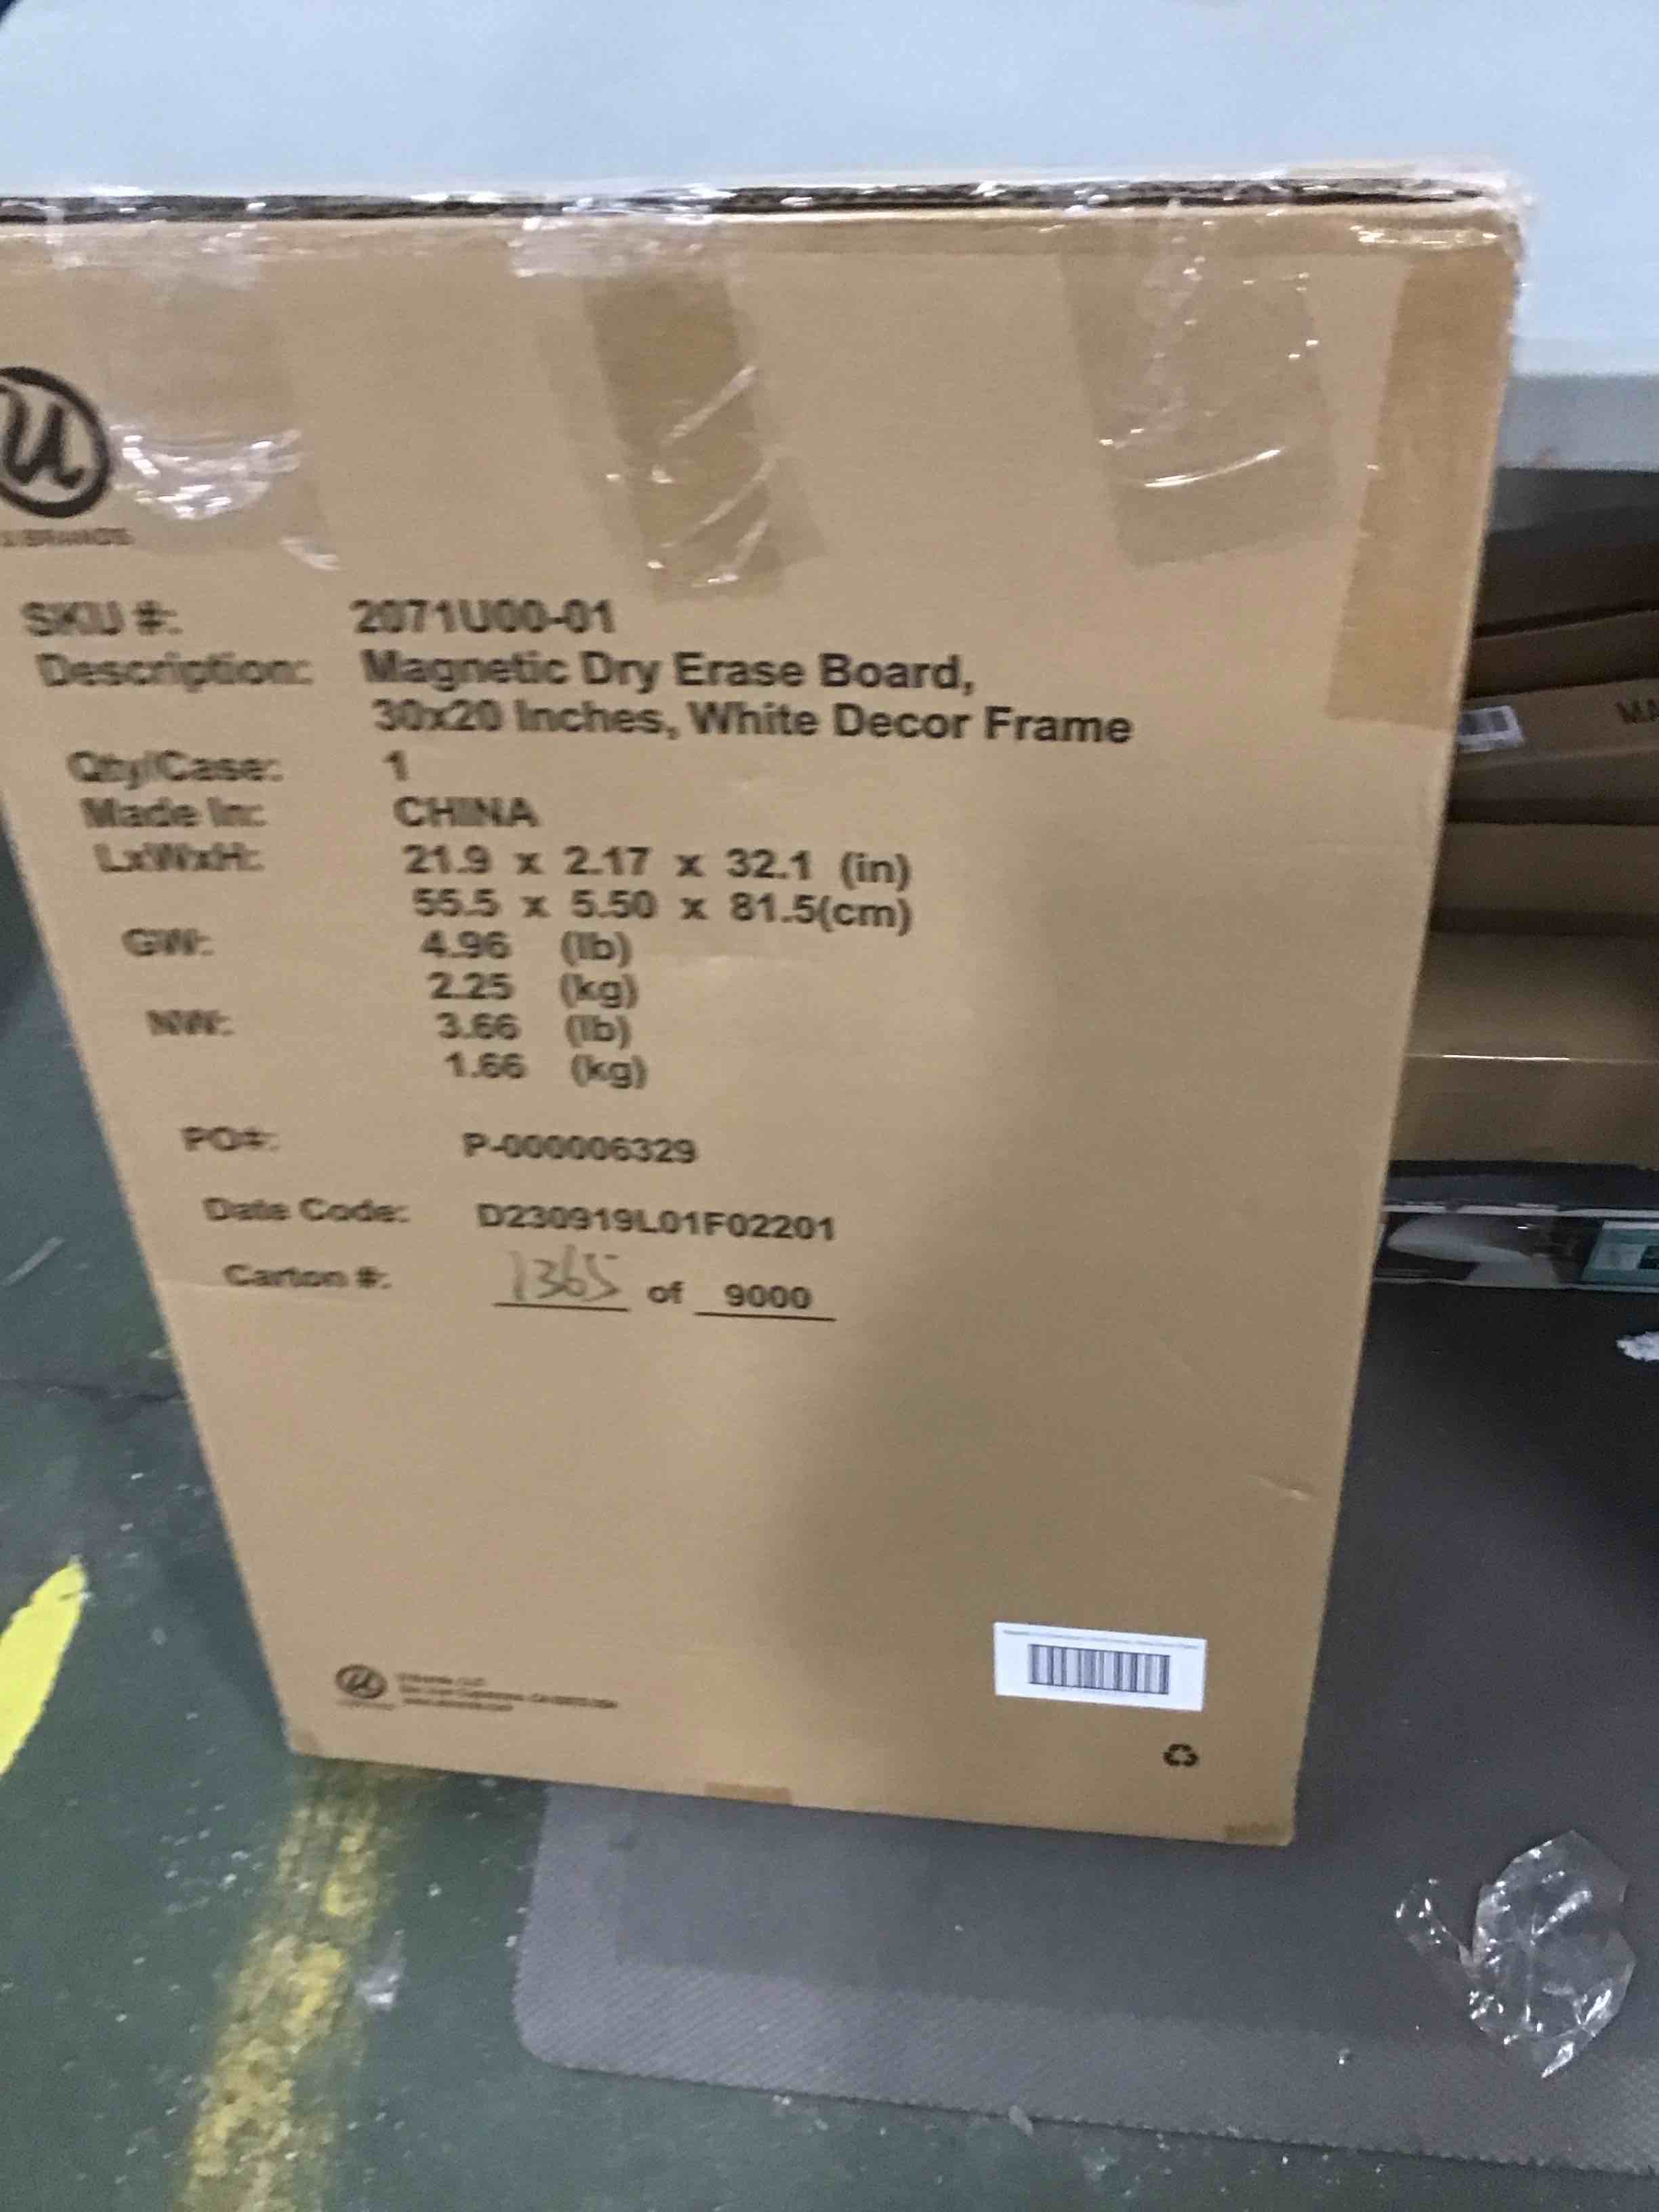 U
U BRANDS
SKU #: 2071U00-01
Description: Magnetic Dry Erase Board,
30x20 Inches, White Decor Frame
Qty/Case: 1
Made In: CHINA
LxWxH: 21.9 x 2.17 x 32.1 (in)
55.5 x 5.50 x 81.5(cm)
GW: 4.96 (lb)
2.25 (kg)
NW: 3.66 (lb)
1.66 (kg)
PO#: P-000006329
Date Code: D230919L01F02201
Carton #: 1365 of 9000
MA